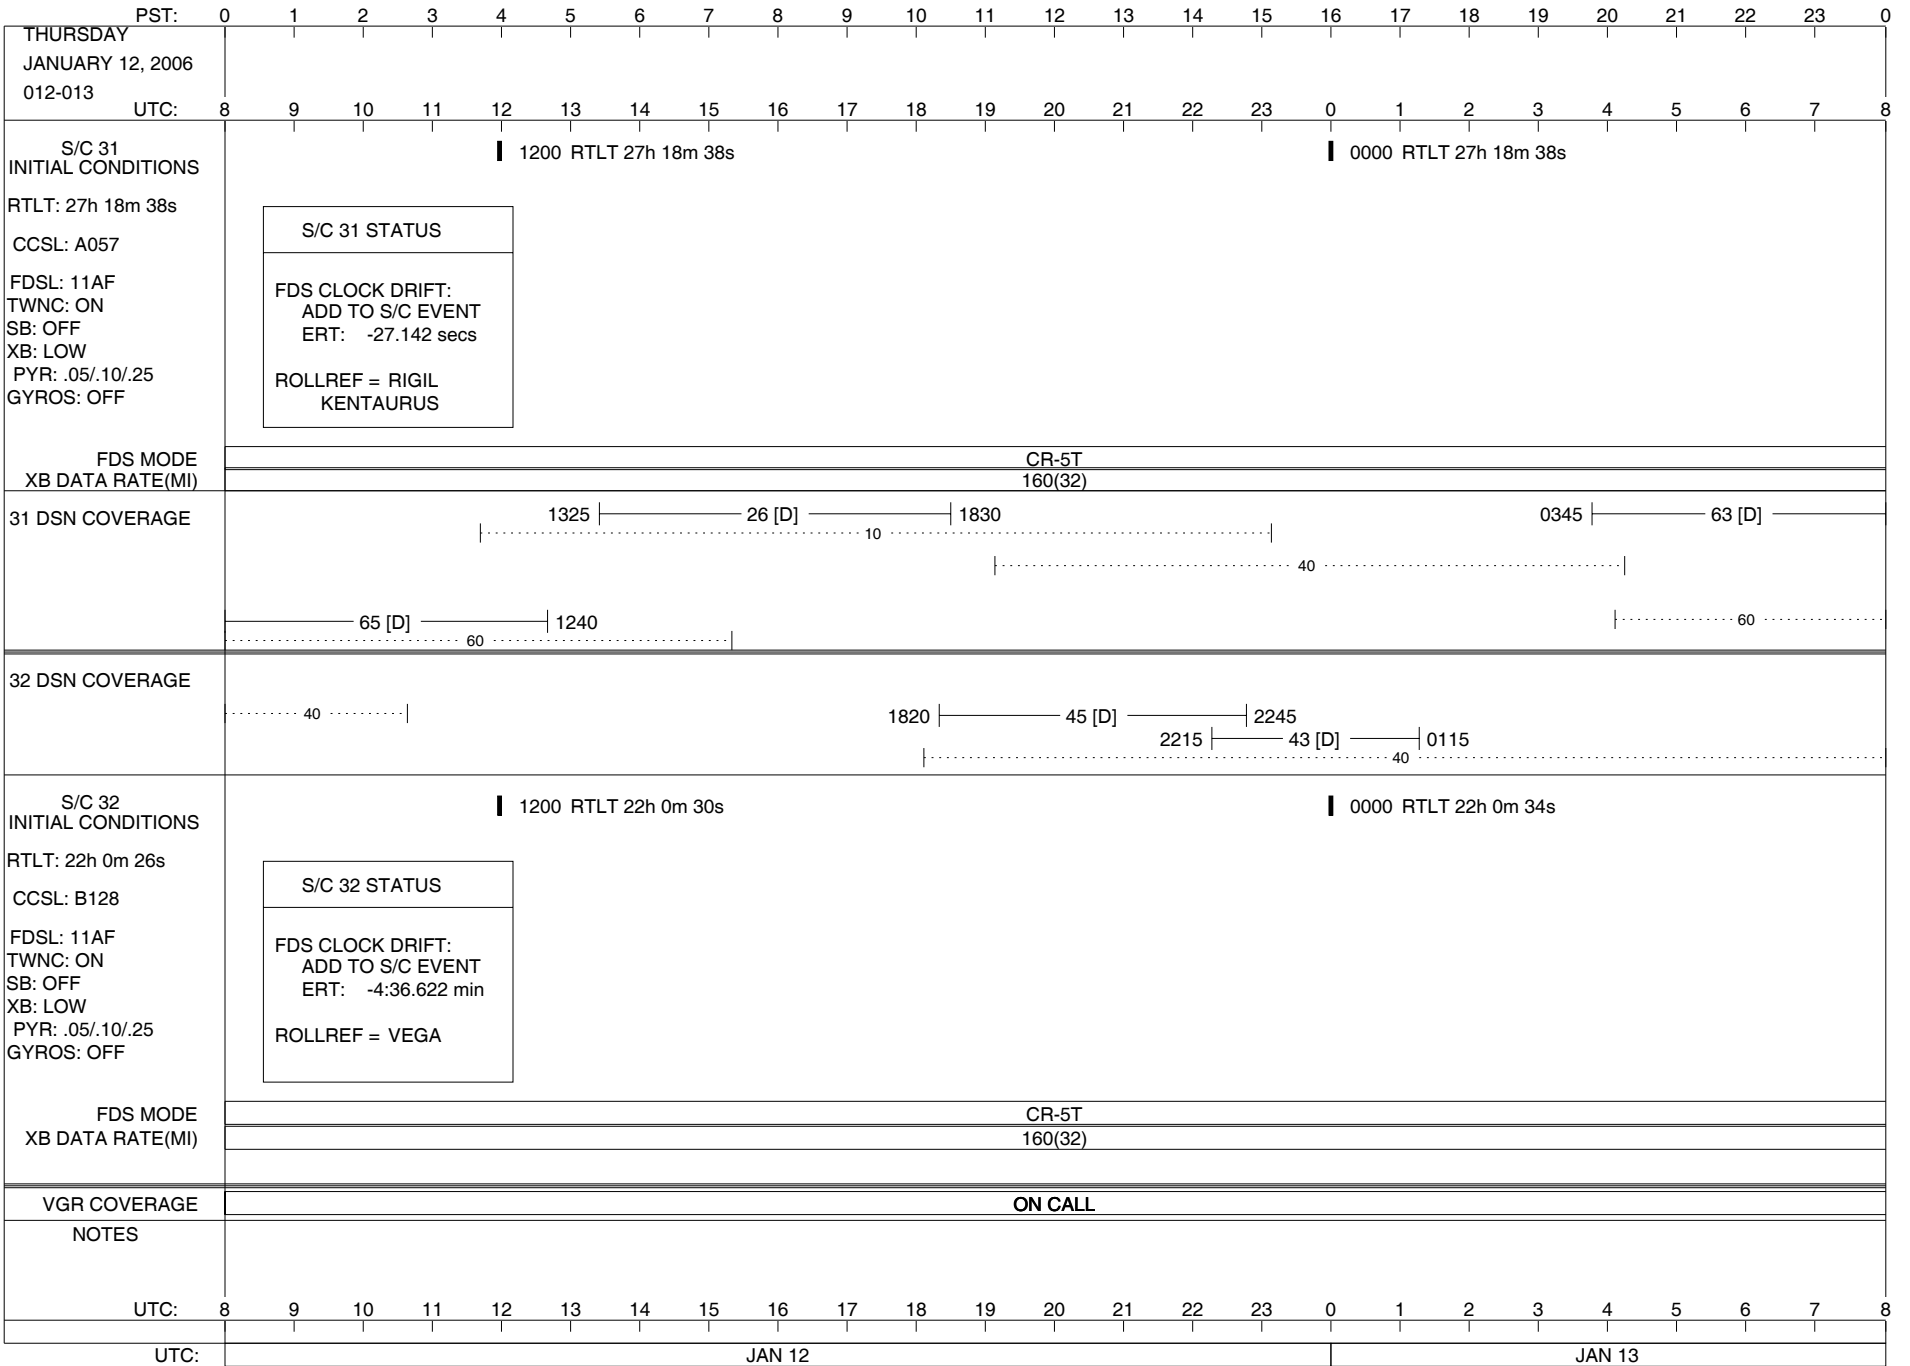 PST: 0 1 2 3 4 5 6 7 8 9 10 11 12 13 14 15 16 17 18 19 20 21 22 23 0
THURSDAY
JANUARY 12, 2006
012-013
UTC: 8 9 10 11 12 13 14 15 16 17 18 19 20 21 22 23 0 1 2 3 4 5 6 7 8
S/C 31
INITIAL CONDITIONS
1200 RTLT 27h 18m 38s
0000 RTLT 27h 18m 38s
RTLT: 27h 18m 38s
CCSL: A057
FDSL: 11AF
TWNC: ON
SB: OFF
XB: LOW
PYR: .05/.10/.25
GYROS: OFF
S/C 31 STATUS
FDS CLOCK DRIFT:
ADD TO S/C EVENT
ERT: -27.142 secs
ROLLREF = RIGIL
KENTAURUS
FDS MODE CR-5T
XB DATA RATE(MI) 160(32)
31 DSN COVERAGE
1325 26 [D] 1830
0345 63 [D]
10
40
65 [D] 1240
60
60
32 DSN COVERAGE
40
1820 45 [D] 2245
2215 43 [D] 0115
40
S/C 32
INITIAL CONDITIONS
1200 RTLT 22h 0m 30s
0000 RTLT 22h 0m 34s
RTLT: 22h 0m 26s
CCSL: B128
FDSL: 11AF
TWNC: ON
SB: OFF
XB: LOW
PYR: .05/.10/.25
GYROS: OFF
S/C 32 STATUS
FDS CLOCK DRIFT:
ADD TO S/C EVENT
ERT: -4:36.622 min
ROLLREF = VEGA
FDS MODE CR-5T
XB DATA RATE(MI) 160(32)
VGR COVERAGE ON CALL
NOTES
UTC: 8 9 10 11 12 13 14 15 16 17 18 19 20 21 22 23 0 1 2 3 4 5 6 7 8
UTC: JAN 12 JAN 13